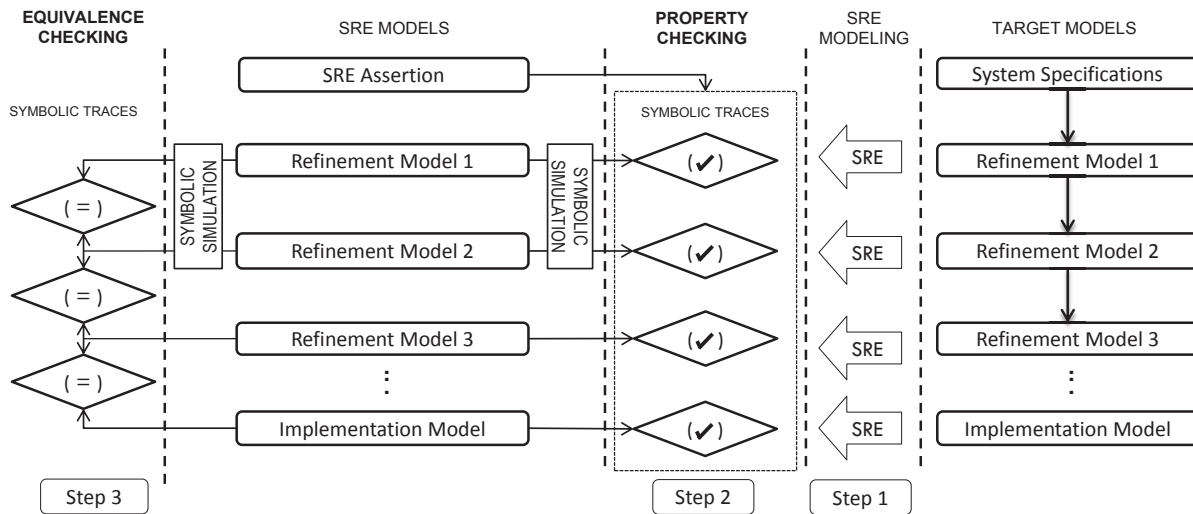 EQUIVALENCE
CHECKING
SRE MODELS
PROPERTY
CHECKING
SRE
MODELING
TARGET MODELS
SRE Assertion
System Specifications
SYMBOLIC TRACES
SYMBOLIC TRACES
Refinement Model 1
(✔)
SRE
Refinement Model 1
SYMBOLIC
SIMULATION
SYMBOLIC
SIMULATION
( = )
Refinement Model 2
(✔)
SRE
Refinement Model 2
( = )
Refinement Model 3
(✔)
SRE
Refinement Model 3
( = )
⋮
⋮
Implementation Model
(✔)
SRE
Implementation Model
Step 3
Step 2
Step 1